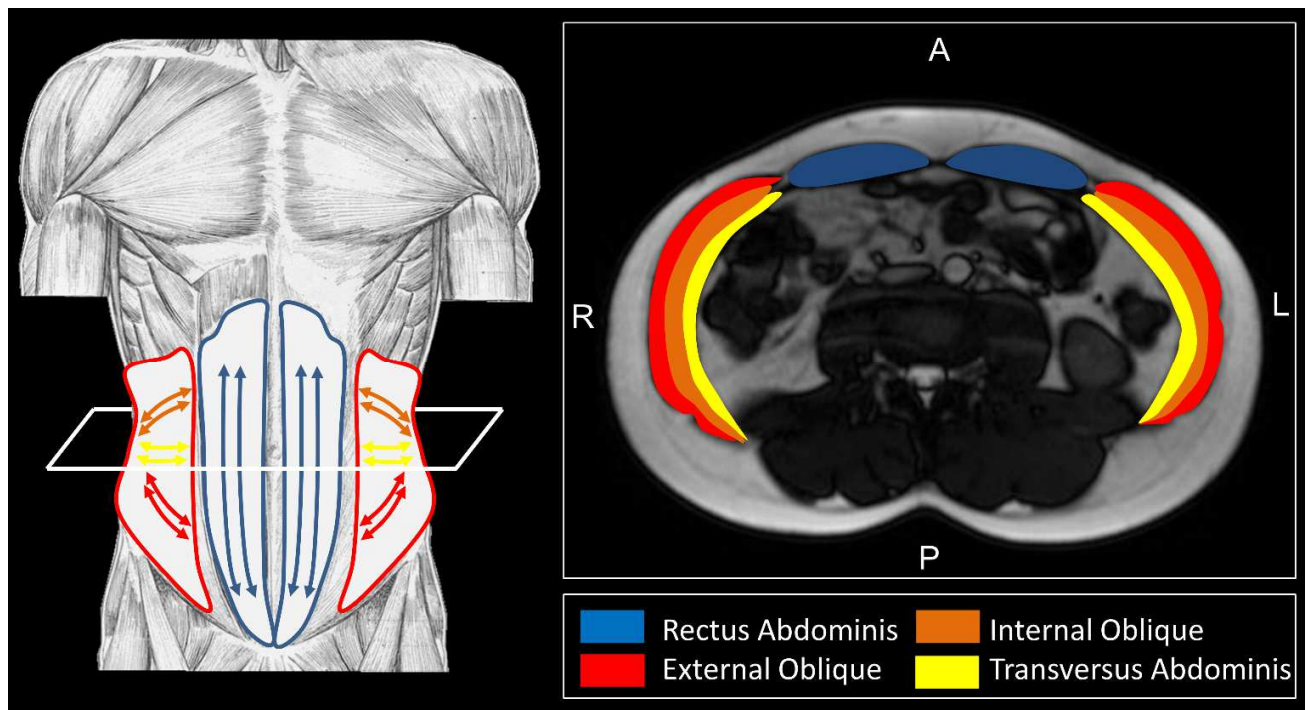 A
R
L
P
Rectus Abdominis
Internal Oblique
External Oblique
Transversus Abdominis